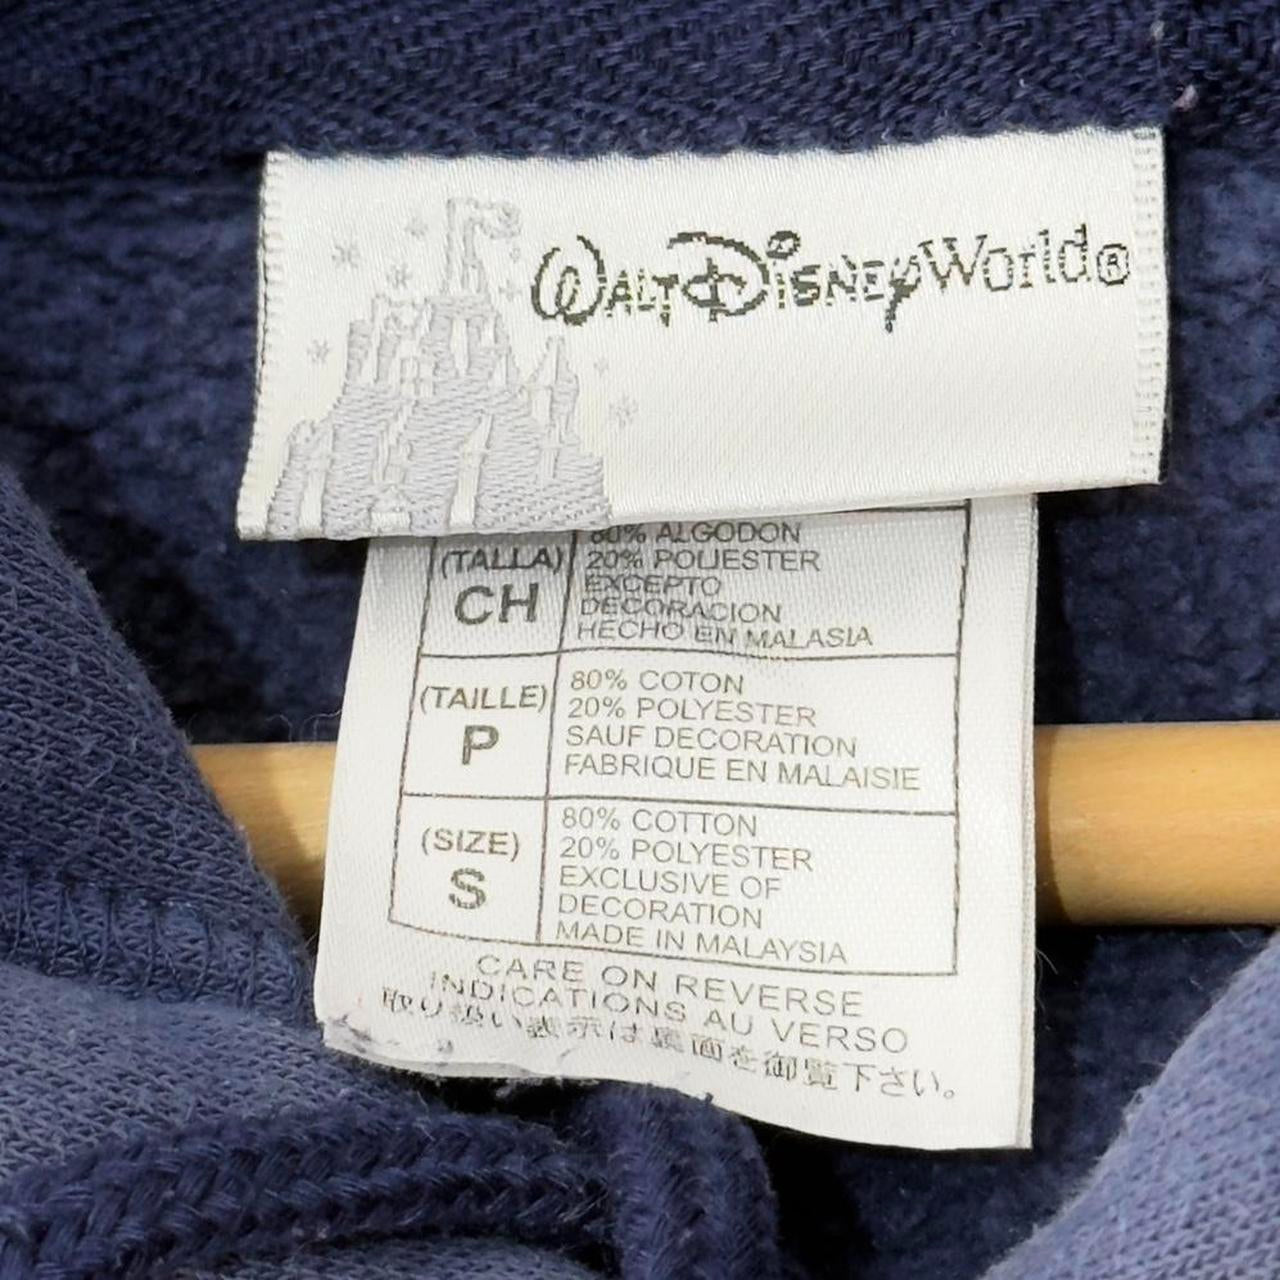 WALT DISNEY World®
80% ALGODON
(TALLA) 20% POLIESTER
CH EXCEPTO
DECORACION
HECHO EN MALASIA
(TAILLE) 80% COTON
P 20% POLYESTER
SAUF DECORATION
FABRIQUE EN MALAISIE
(SIZE) 80% COTTON
S 20% POLYESTER
EXCLUSIVE OF
DECORATION
MADE IN MALAYSIA
CARE ON REVERSE
INDICATIONS AU VERSO
取り扱い表示は裏面を御覧下さい。